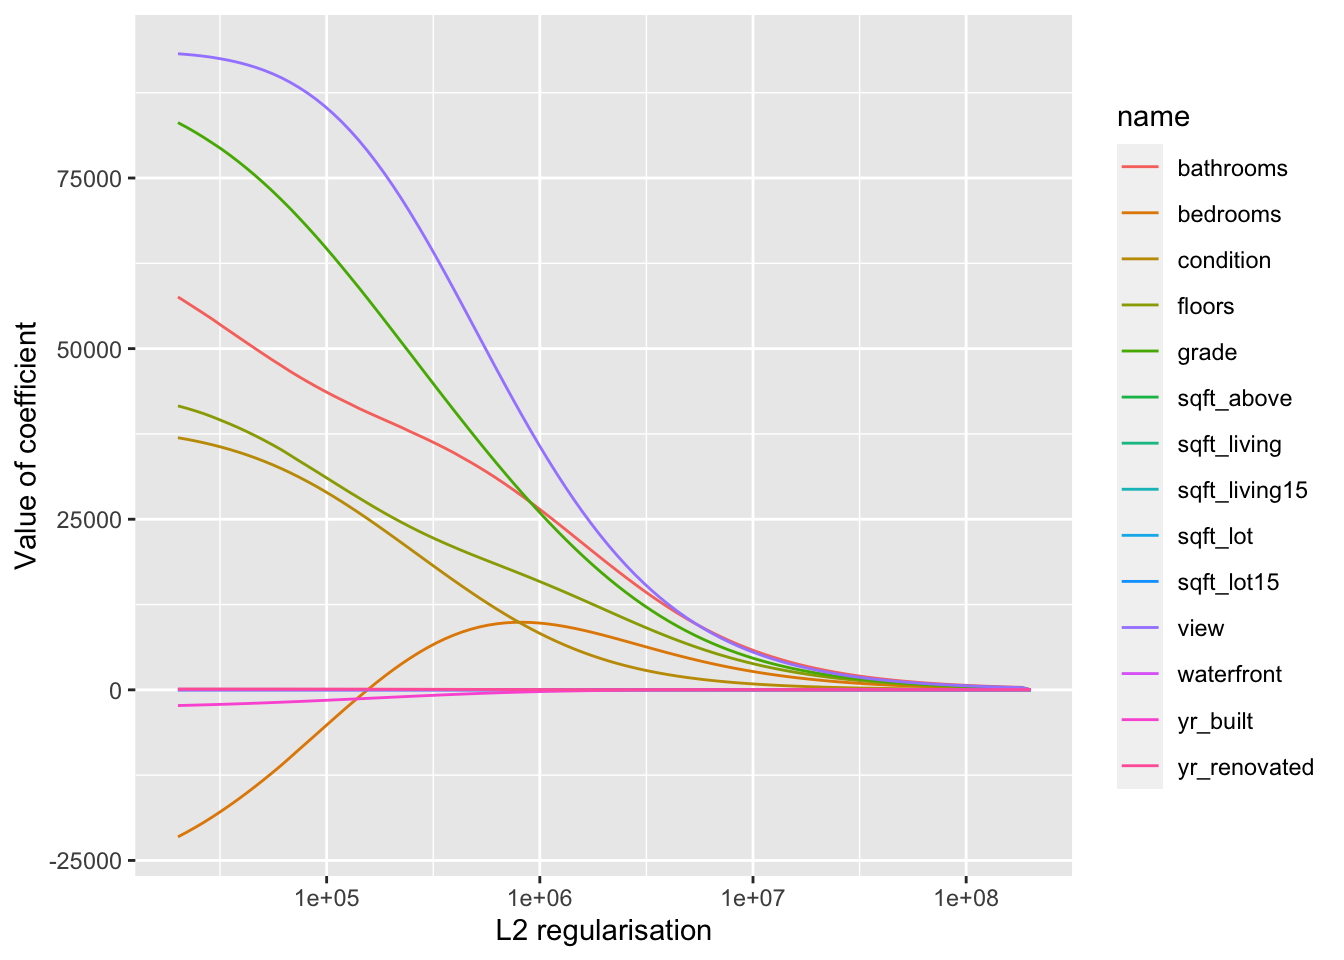 75000
50000
25000
0
-25000
Value of coefficient
1e+05 1e+06 1e+07 1e+08
L2 regularisation
name
bathrooms
bedrooms
condition
floors
grade
sqft_above
sqft_living
sqft_living15
sqft_lot
sqft_lot15
view
waterfront
yr_built
yr_renovated